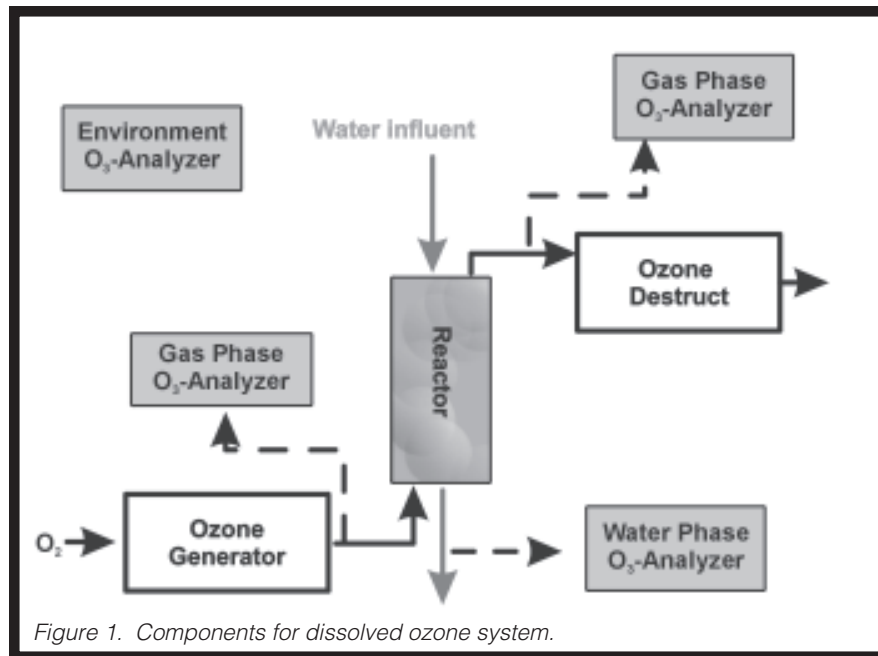 Environment
O₃-Analyzer
Water Influent
Gas Phase
O₃-Analyzer
Ozone
Destruct
Reactor
Gas Phase
O₃-Analyzer
O₂
Ozone
Generator
Water Phase
O₃-Analyzer
Figure 1. Components for dissolved ozone system.